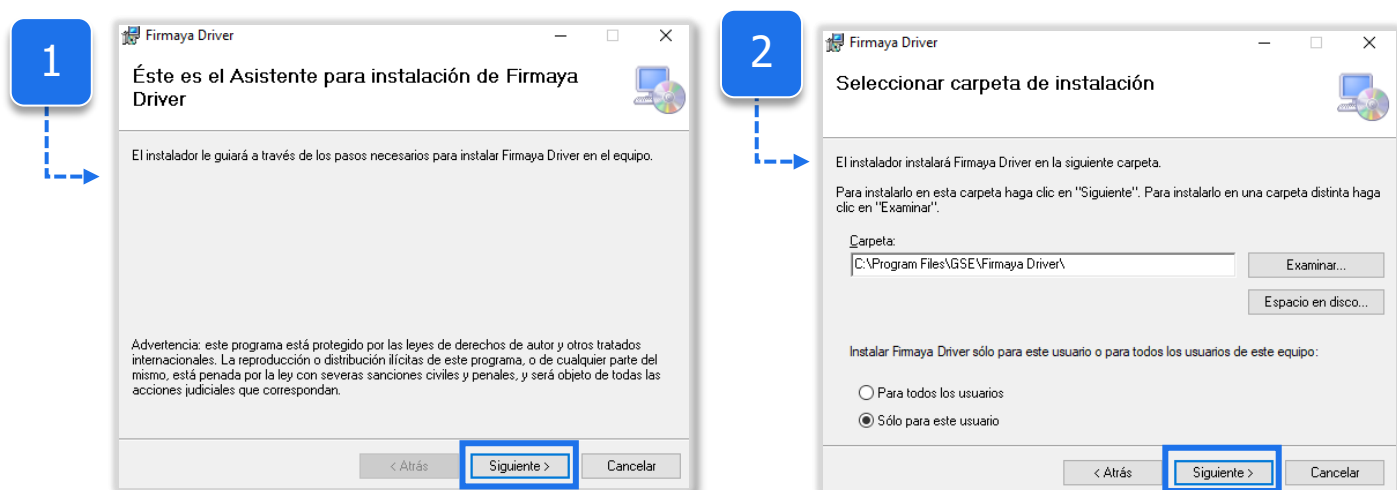 1
Firmaya Driver
Éste es el Asistente para instalación de Firmaya
Driver
El instalador le guiará a través de los pasos necesarios para instalar Firmaya Driver en el equipo.
Advertencia: este programa está protegido por las leyes de derechos de autor y otros tratados
internacionales. La reproducción o distribución ilícitas de este programa, o de cualquier parte del
mismo, está penada por la ley con severas sanciones civiles y penales, y será objeto de todas las
acciones judiciales que correspondan.
< Atrás
Siguiente >
Cancelar
2
Firmaya Driver
Seleccionar carpeta de instalación
El instalador instalará Firmaya Driver en la siguiente carpeta.
Para instalarlo en esta carpeta haga clic en "Siguiente". Para instalarlo en una carpeta distinta haga
clic en "Examinar".
Carpeta:
C:\Program Files\GSE\Firmaya Driver\
Examinar...
Espacio en disco...
Instalar Firmaya Driver sólo para este usuario o para todos los usuarios de este equipo:
Para todos los usuarios
Sólo para este usuario
< Atrás
Siguiente >
Cancelar